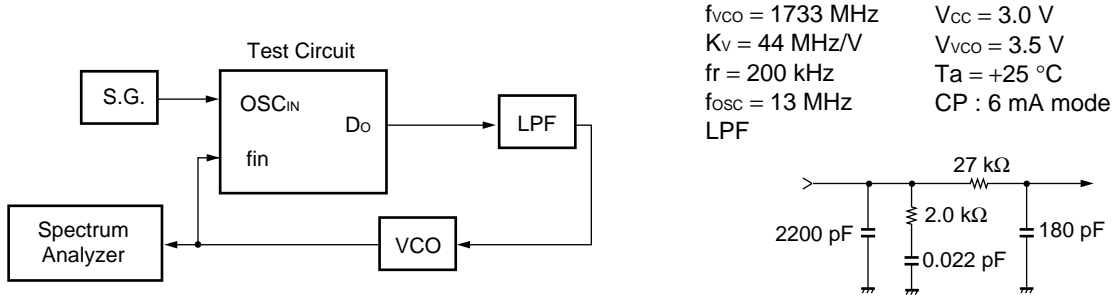 Test Circuit
S.G.
OSCIN
DO
fin
LPF
Spectrum
Analyzer
VCO
fVCO = 1733 MHz
KV = 44 MHz/V
fr = 200 kHz
fOSC = 13 MHz
LPF
VCC = 3.0 V
VVCO = 3.5 V
Ta = +25 °C
CP : 6 mA mode
27 kΩ
2.0 kΩ
2200 pF
180 pF
0.022 pF